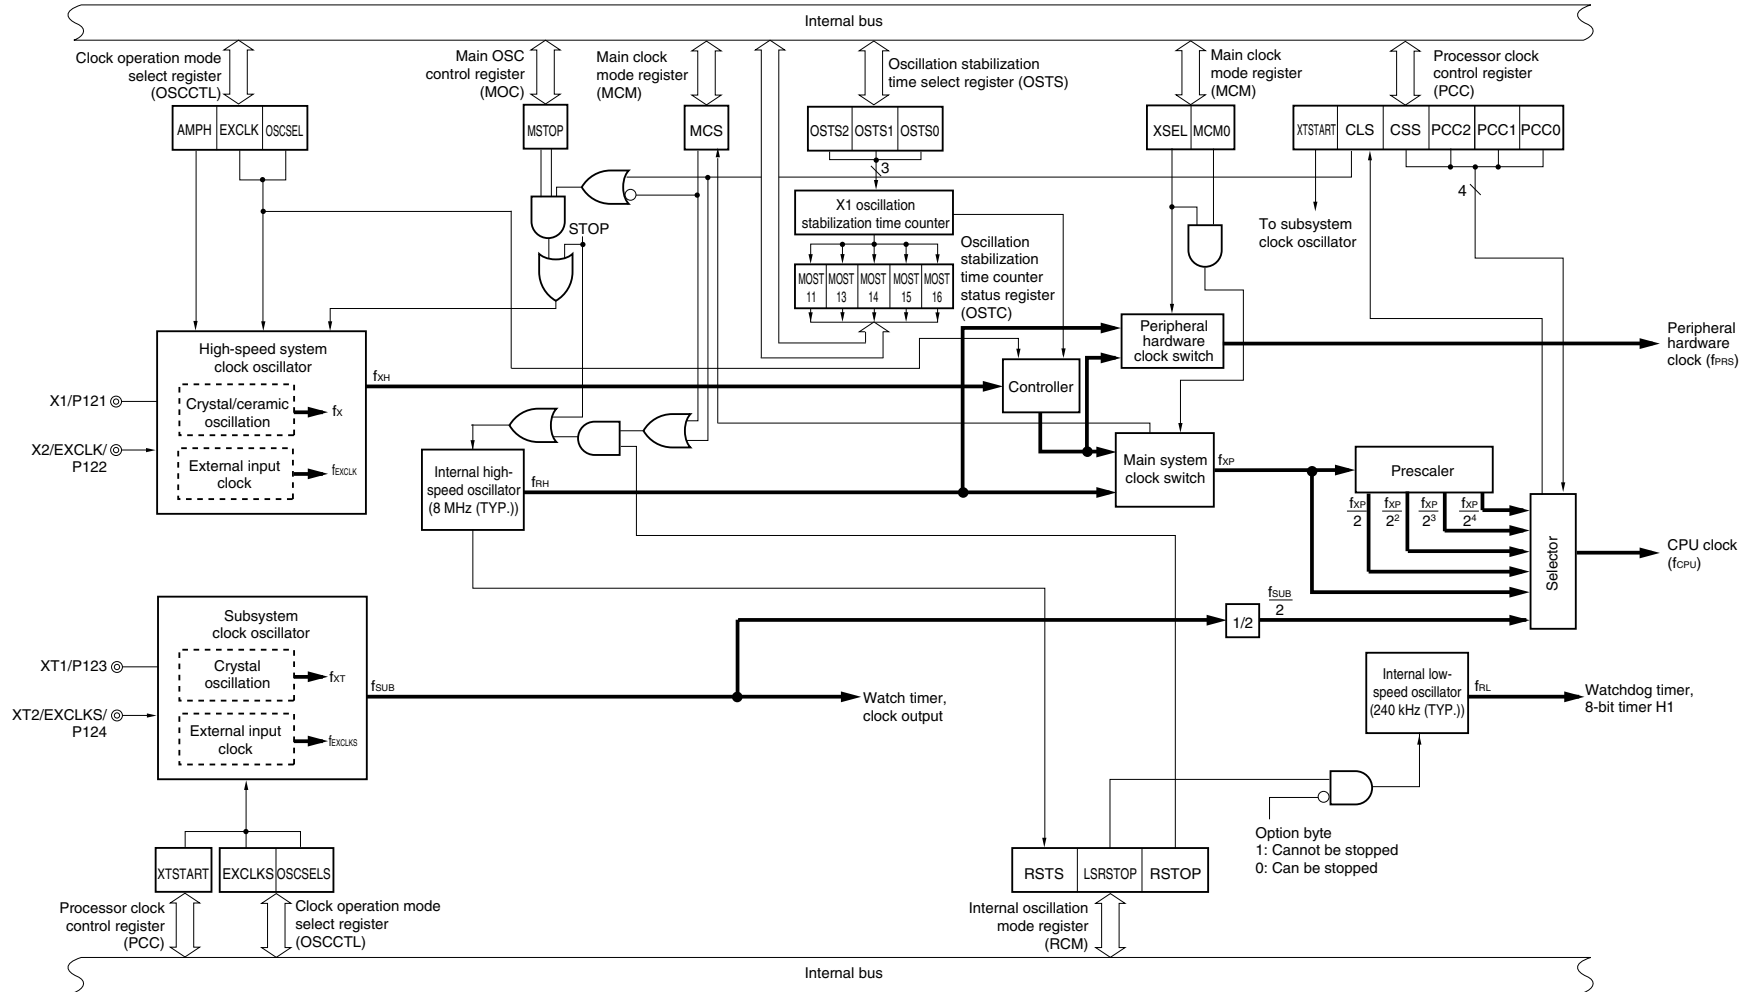 Internal bus
Clock operation mode
select register
(OSCCTL)
Main OSC
control register
(MOC)
Main clock
mode register
(MCM)
Oscillation stabilization
time select register (OSTS)
Main clock
mode register
(MCM)
Processor clock
control register
(PCC)
AMPH EXCLK OSCSEL
MSTOP
MCS
OSTS2 OSTS1 OSTS0
XSEL MCM0
XTSTART CLS CSS PCC2 PCC1 PCC0
3
4
X1 oscillation
stabilization time counter
To subsystem
clock oscillator
STOP
Oscillation
stabilization
time counter
status register
(OSTC)
MOST MOST MOST MOST MOST
11 13 14 15 16
High-speed system
clock oscillator
Crystal/ceramic
oscillation
fX
External input
clock
fEXCLK
X1/P121
X2/EXCLK/
P122
fXH
Controller
Peripheral
hardware
clock switch
Peripheral
hardware
clock (fPRS)
Internal high-
speed oscillator
(8 MHz (TYP.))
fRH
Main system
clock switch
fXP
Prescaler
fXP fXP fXP fXP
2 2² 2³ 2⁴
Selector
CPU clock
(fCPU)
Subsystem
clock oscillator
Crystal
oscillation
fXT
External input
clock
fEXCLKS
XT1/P123
XT2/EXCLKS/
P124
fSUB
Watch timer,
clock output
1/2
fSUB
2
Internal low-
speed oscillator
(240 kHz (TYP.))
fRL
Watchdog timer,
8-bit timer H1
Option byte
1: Cannot be stopped
0: Can be stopped
XTSTART
EXCLKS OSCSELS
RSTS LSRSTOP RSTOP
Processor clock
control register
(PCC)
Clock operation mode
select register
(OSCCTL)
Internal oscillation
mode register
(RCM)
Internal bus